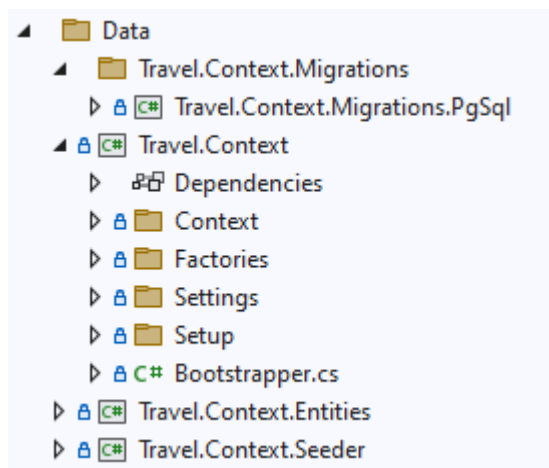 Data
Travel.Context.Migrations
C# Travel.Context.Migrations.PgSql
C# Travel.Context
Dependencies
Context
Factories
Settings
Setup
C# Bootstrapper.cs
C# Travel.Context.Entities
C# Travel.Context.Seeder